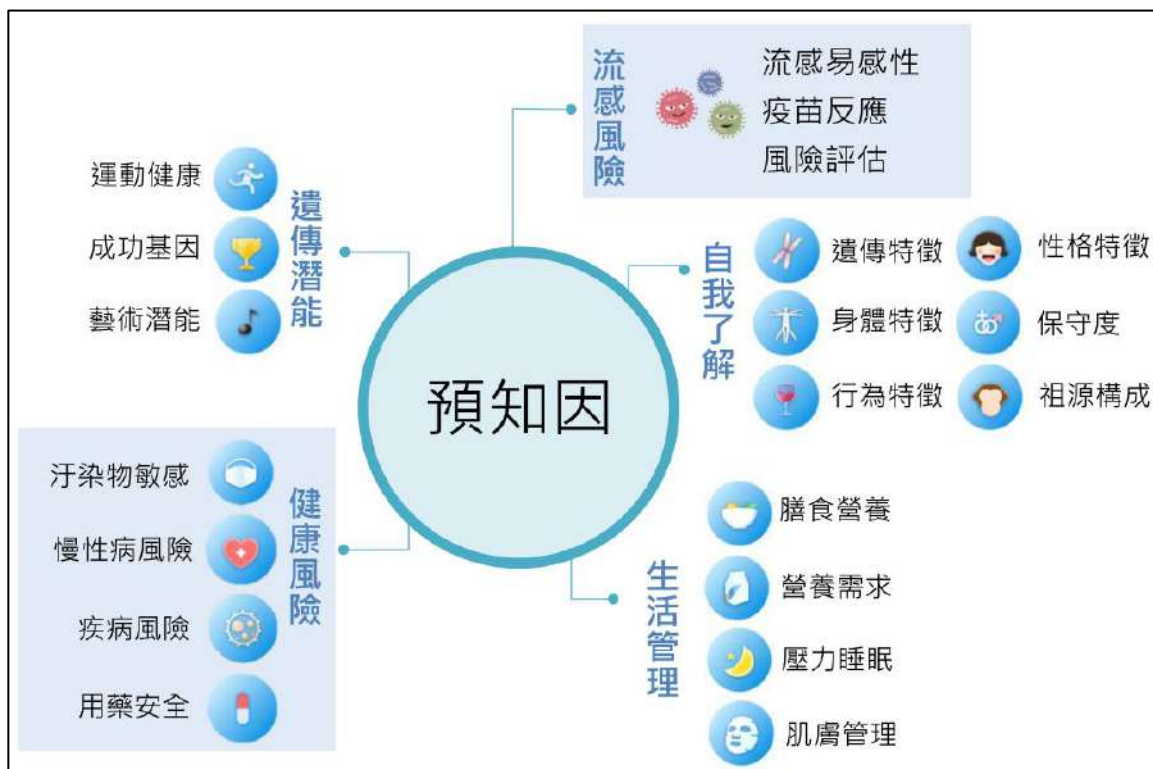 流感風險
流感易感性
疫苗反應
風險評估
遺傳潛能
運動健康
成功基因
藝術潛能
自我了解
遺傳特徵
性格特徵
身體特徵
保守度
行為特徵
祖源構成
預知因
健康風險
汙染物敏感
慢性病風險
疾病風險
用藥安全
生活管理
膳食營養
營養需求
壓力睡眠
肌膚管理